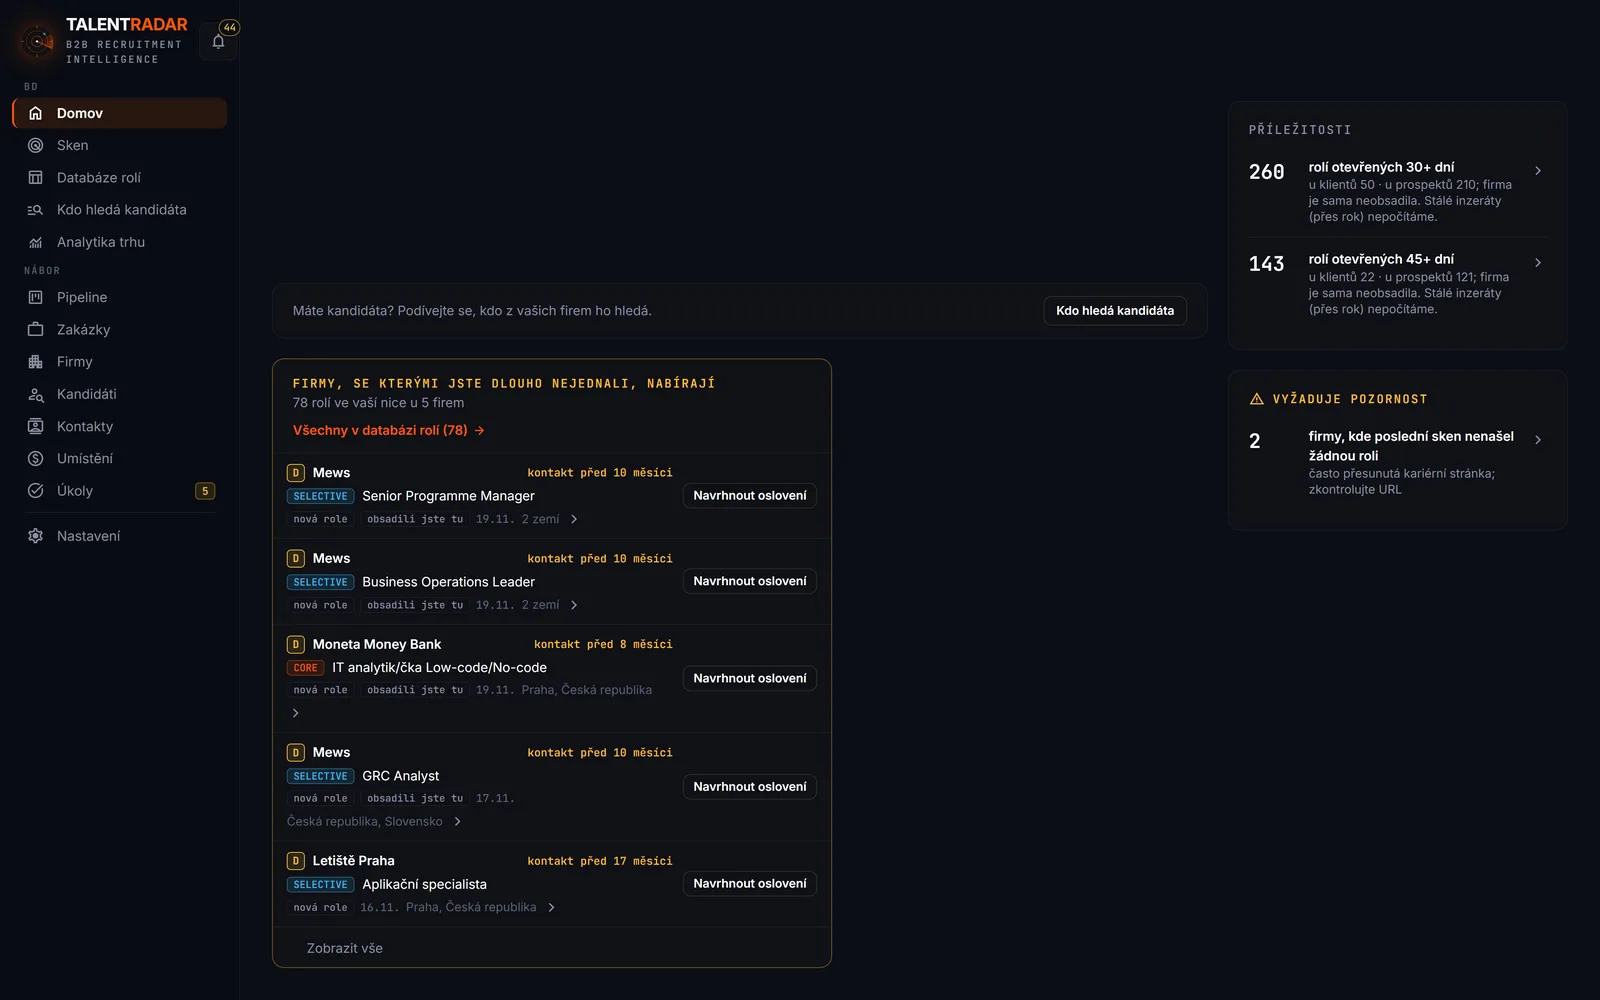 TALENTRADAR
B2B RECRUITMENT
INTELLIGENCE
44
BD
Domov
Sken
Databáze rolí
Kdo hledá kandidáta
Analytika trhu
NÁBOR
Pipeline
Zakázky
Firmy
Kandidáti
Kontakty
Umístění
Úkoly
5
Nastavení
Máte kandidáta? Podívejte se, kdo z vašich firem ho hledá.
Kdo hledá kandidáta
FIRMY, SE KTERÝMI JSTE DLOUHO NEJEDNALI, NABÍRAJÍ
78 rolí ve vaší nice u 5 firem
Všechny v databázi rolí (78) →
D Mews kontakt před 10 měsíci
SELECTIVE Senior Programme Manager
Navrhnout oslovení
nová role obsadili jste tu 19.11. 2 zemí
D Mews kontakt před 10 měsíci
SELECTIVE Business Operations Leader
Navrhnout oslovení
nová role obsadili jste tu 19.11. 2 zemí
D Moneta Money Bank kontakt před 8 měsíci
CORE IT analytik/čka Low-code/No-code
Navrhnout oslovení
nová role obsadili jste tu 19.11. Praha, Česká republika
D Mews kontakt před 10 měsíci
SELECTIVE GRC Analyst
Navrhnout oslovení
nová role obsadili jste tu 17.11.
Česká republika, Slovensko
D Letiště Praha kontakt před 17 měsíci
SELECTIVE Aplikační specialista
Navrhnout oslovení
nová role 16.11. Praha, Česká republika
Zobrazit vše
PŘÍLEŽITOSTI
260 rolí otevřených 30+ dní
u klientů 50 · u prospektů 210; firma
je sama neobsadila. Stálé inzeráty
(přes rok) nepočítáme.
143 rolí otevřených 45+ dní
u klientů 22 · u prospektů 121; firma
je sama neobsadila. Stálé inzeráty
(přes rok) nepočítáme.
VYŽADUJE POZORNOST
2 firmy, kde poslední sken nenašel
žádnou roli
často přesunutá kariérní stránka;
zkontrolujte URL